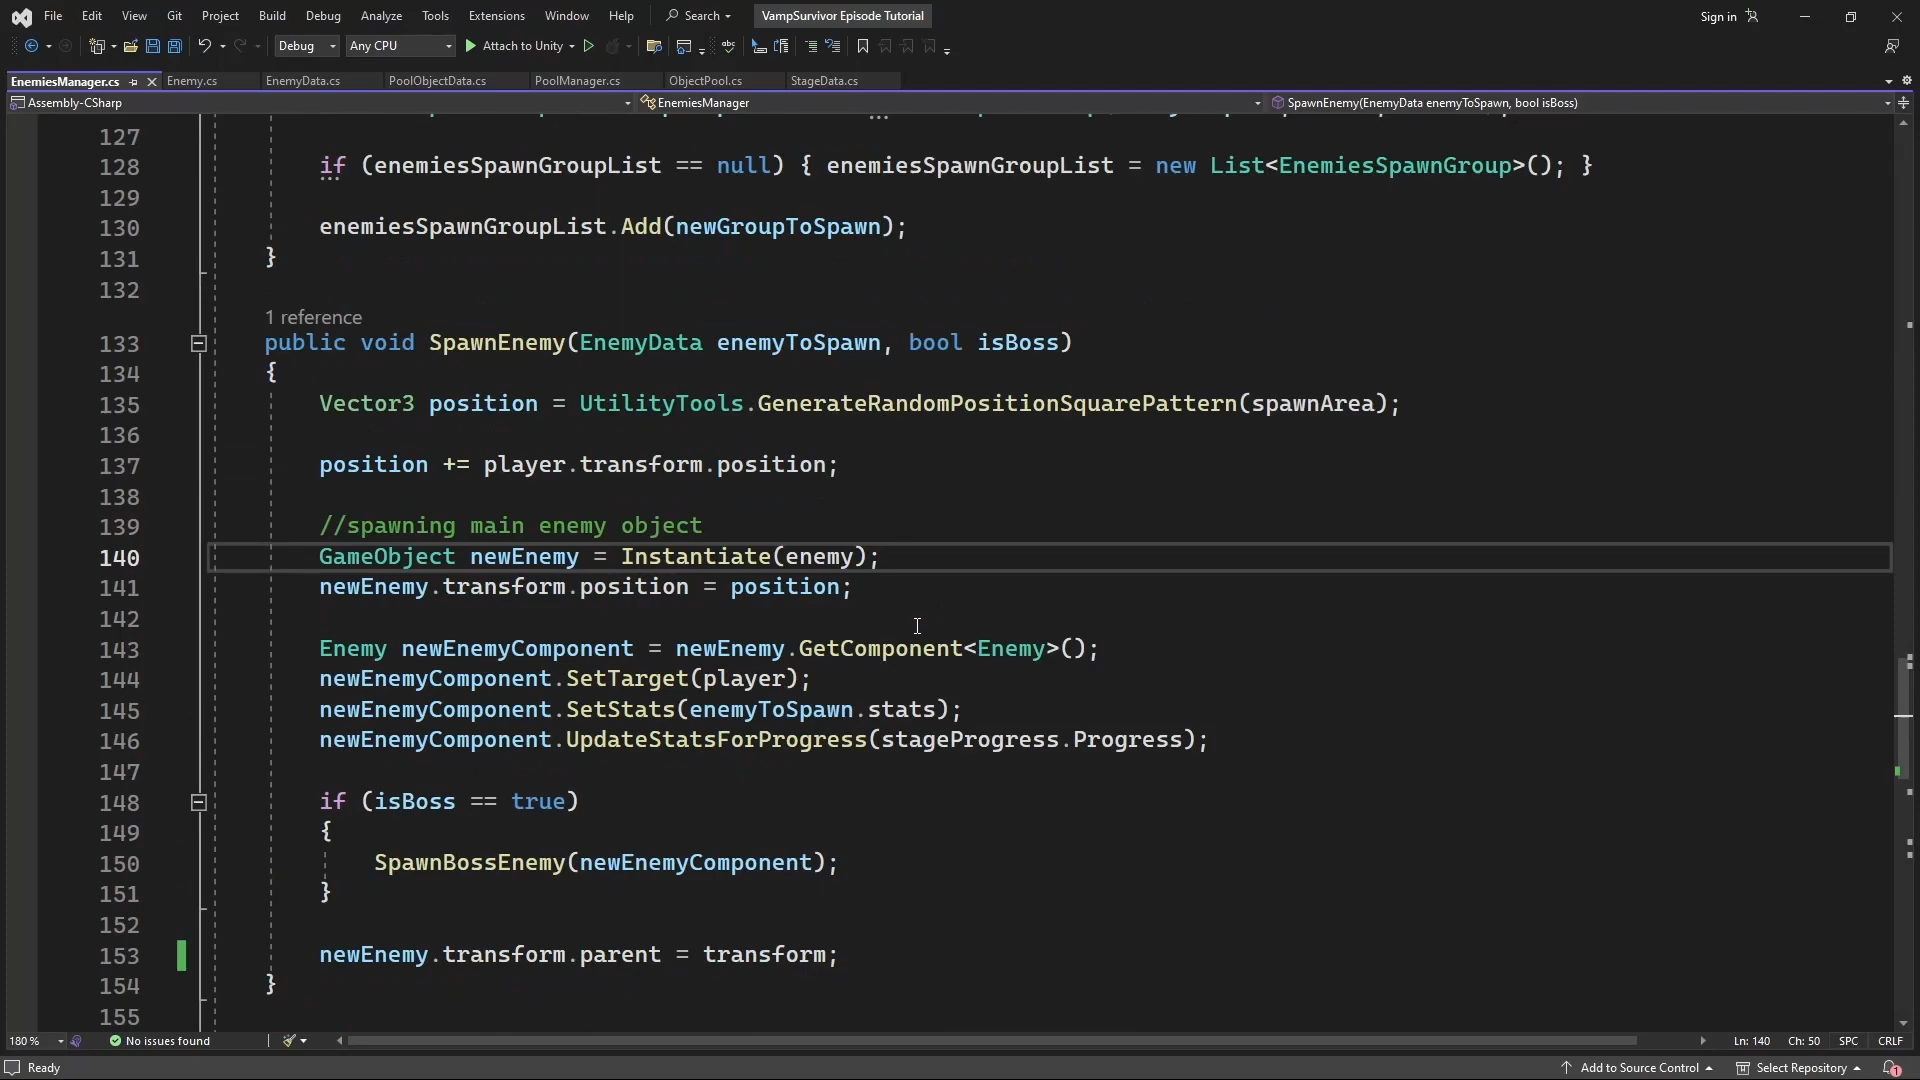 File Edit View Git Project Build Debug Analyze Tools Extensions Window Help Search VampSurvivor Episode Tutorial Sign in
Debug Any CPU Attach to Unity
EnemiesManager.cs Enemy.cs EnemyData.cs PoolObjectData.cs PoolManager.cs ObjectPool.cs StageData.cs
Assembly-CSharp EnemiesManager SpawnEnemy(EnemyData enemyToSpawn, bool isBoss)
127
128 if (enemiesSpawnGroupList == null) { enemiesSpawnGroupList = new List<EnemiesSpawnGroup>(); }
129
130 enemiesSpawnGroupList.Add(newGroupToSpawn);
131 }
132
1 reference
133 public void SpawnEnemy(EnemyData enemyToSpawn, bool isBoss)
134 {
135 Vector3 position = UtilityTools.GenerateRandomPositionSquarePattern(spawnArea);
136
137 position += player.transform.position;
138
139 //spawning main enemy object
140 GameObject newEnemy = Instantiate(enemy);
141 newEnemy.transform.position = position;
142
143 Enemy newEnemyComponent = newEnemy.GetComponent<Enemy>();
144 newEnemyComponent.SetTarget(player);
145 newEnemyComponent.SetStats(enemyToSpawn.stats);
146 newEnemyComponent.UpdateStatsForProgress(stageProgress.Progress);
147
148 if (isBoss == true)
149 {
150 SpawnBossEnemy(newEnemyComponent);
151 }
152
153 newEnemy.transform.parent = transform;
154 }
155
180 % No issues found Ln: 140 Ch: 50 SPC CRLF
Ready Add to Source Control Select Repository 1